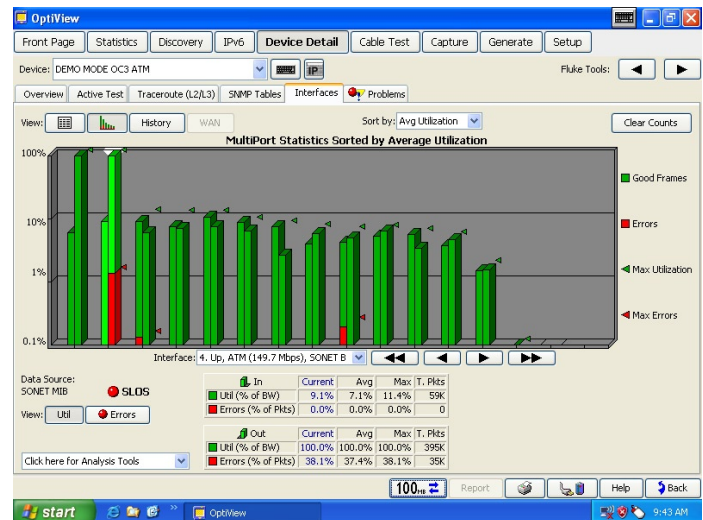 OptiView
Front Page Statistics Discovery IPv6 Device Detail Cable Test Capture Generate Setup
Device: DEMO MODE OC3 ATM IP Fluke Tools:
Overview Active Test Traceroute (L2/L3) SNMP Tables Interfaces Problems
View: History WAN Sort by: Avg Utilization Clear Counts
MultiPort Statistics Sorted by Average Utilization
100%
Good Frames
10%
Errors
1%
Max Utilization
Max Errors
0.1%
Interface: 4. Up, ATM (149.7 Mbps), SONET B
Data Source:
SONET MIB SLOS
View: Util Errors
In Current Avg Max T. Pkts
Util (% of BW) 9.1% 7.1% 11.4% 59K
Errors (% of Pkts) 0.0% 0.0% 0.0% 0
Out Current Avg Max T. Pkts
Util (% of BW) 100.0% 100.0% 100.0% 395K
Errors (% of Pkts) 38.1% 37.4% 38.1% 35K
Click here for Analysis Tools
100MB Report Help Back
start OptiView 9:43 AM